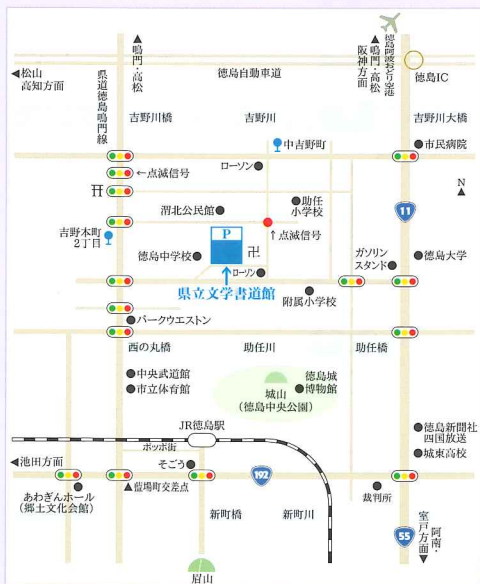 ▲鳴門・高松
徳島阿波おどり空港
▲鳴門・高松
阪神方面
◀松山
高知方面
県道徳島鳴門線
徳島自動車道
徳島IC
吉野川橋
吉野川
吉野川大橋
中吉野町
市民病院
ローソン
←点滅信号
N
渭北公民館
助任
小学校
11
P
↑点滅信号
吉野本町
2丁目
徳島中学校
卍
ガソリン
スタンド
徳島大学
ローソン
県立文学書道館
附属小学校
パークウエストン
西の丸橋
助任川
助任橋
中央武道館
市立体育館
城山
(徳島中央公園)
徳島城
博物館
JR徳島駅
ポッポ街
徳島新聞社
四国放送
城東高校
◀池田方面
そごう
192
あわぎんホール
(郷土文化会館)
▲藍場町交差点
裁判所
新町橋
新町川
55
阿南・
室戸方面▼
眉山